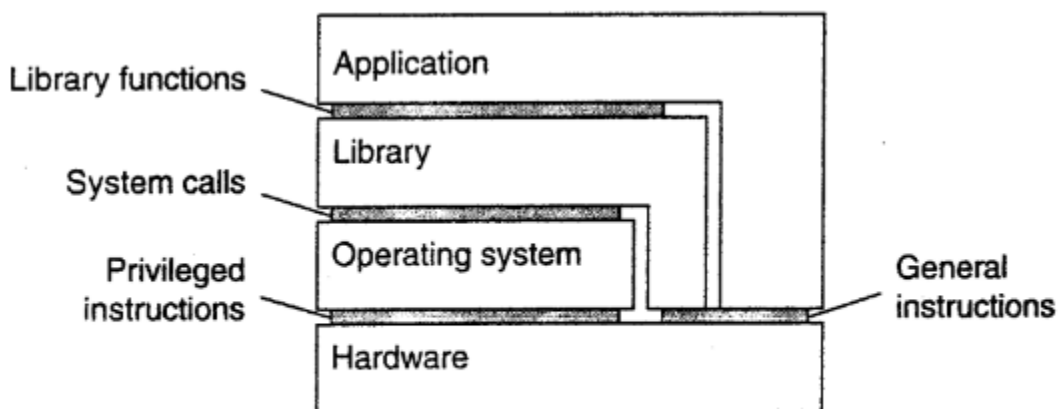 Application
Library functions
Library
System calls
Operating system
Privileged
instructions
General
instructions
Hardware